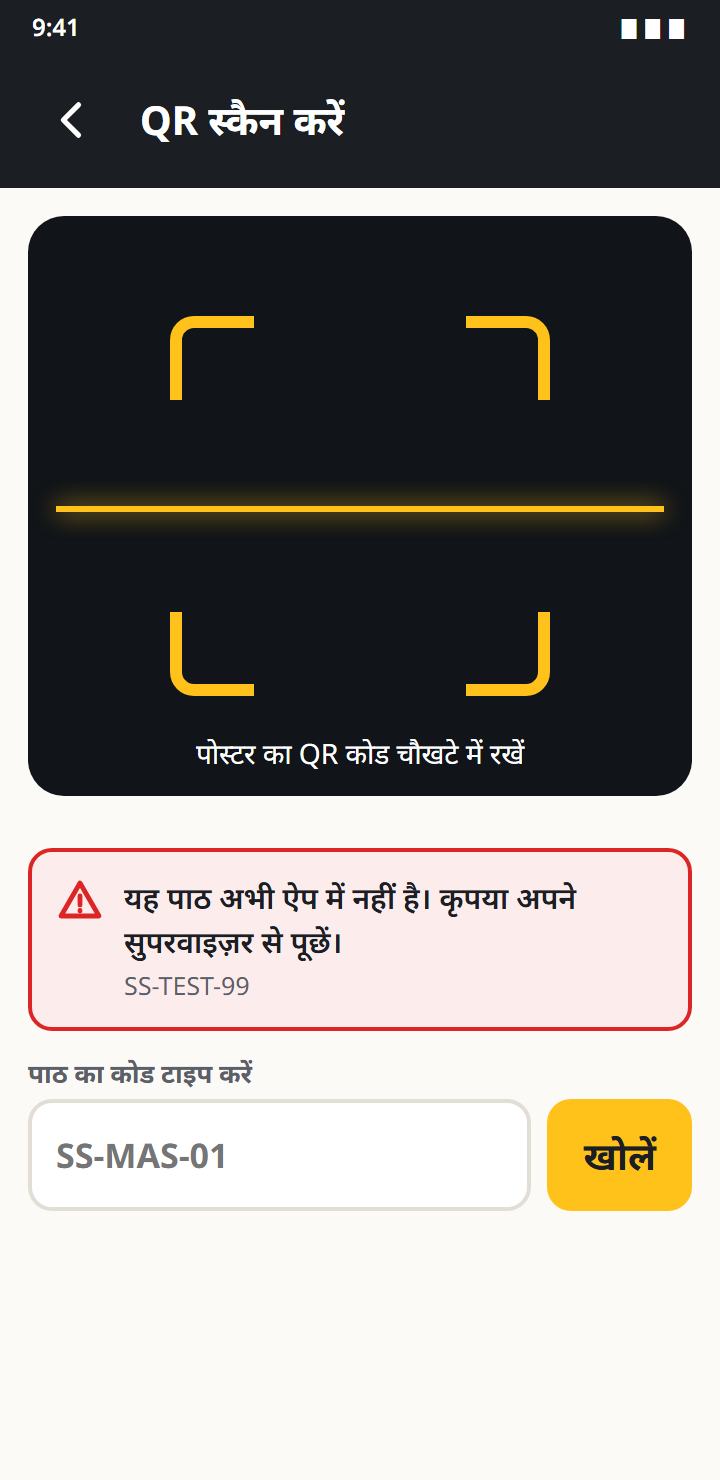 9:41
QR स्कैन करें
पोस्टर का QR कोड चौखटे में रखें
यह पाठ अभी ऐप में नहीं है। कृपया अपने
सुपरवाइज़र से पूछें।
SS-TEST-99
पाठ का कोड टाइप करें
SS-MAS-01
खोलें